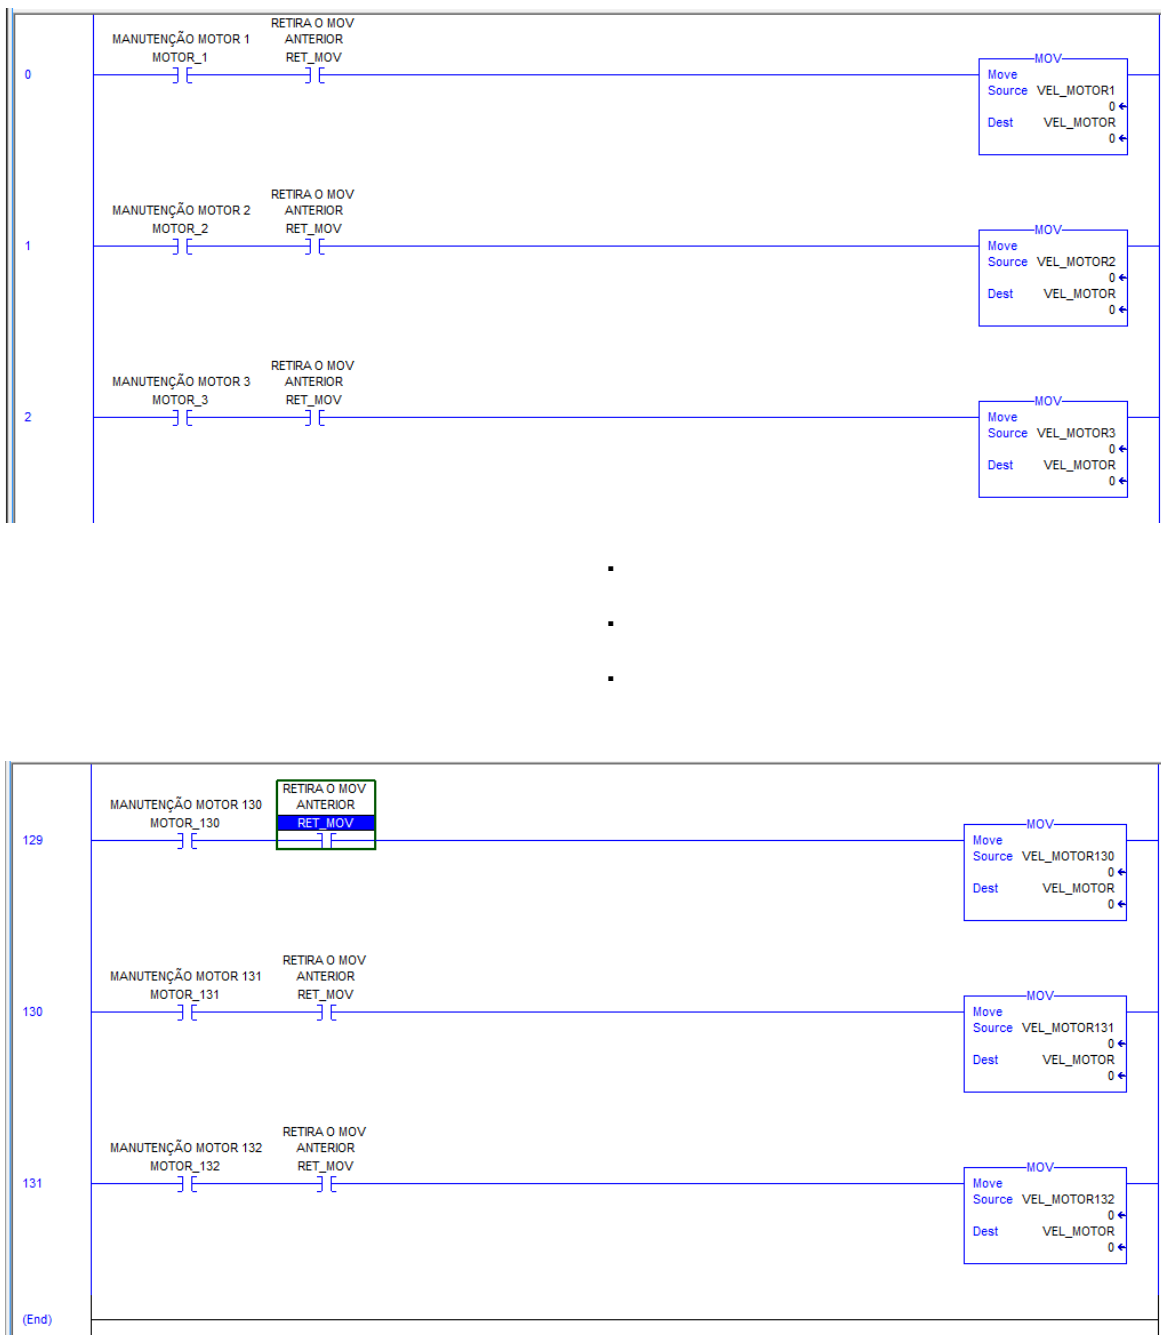 RETIRA O MOV
MANUTENÇÃO MOTOR 1 ANTERIOR
MOTOR_1 RET_MOV
MOV
0
Move
Source VEL_MOTOR1
0
Dest VEL_MOTOR
0
RETIRA O MOV
MANUTENÇÃO MOTOR 2 ANTERIOR
MOTOR_2 RET_MOV
MOV
1
Move
Source VEL_MOTOR2
0
Dest VEL_MOTOR
0
RETIRA O MOV
MANUTENÇÃO MOTOR 3 ANTERIOR
MOTOR_3 RET_MOV
MOV
2
Move
Source VEL_MOTOR3
0
Dest VEL_MOTOR
0
.
.
.
RETIRA O MOV
MANUTENÇÃO MOTOR 130 ANTERIOR
MOTOR_130 RET_MOV
MOV
129
Move
Source VEL_MOTOR130
0
Dest VEL_MOTOR
0
RETIRA O MOV
MANUTENÇÃO MOTOR 131 ANTERIOR
MOTOR_131 RET_MOV
MOV
130
Move
Source VEL_MOTOR131
0
Dest VEL_MOTOR
0
RETIRA O MOV
MANUTENÇÃO MOTOR 132 ANTERIOR
MOTOR_132 RET_MOV
MOV
131
Move
Source VEL_MOTOR132
0
Dest VEL_MOTOR
0
(End)